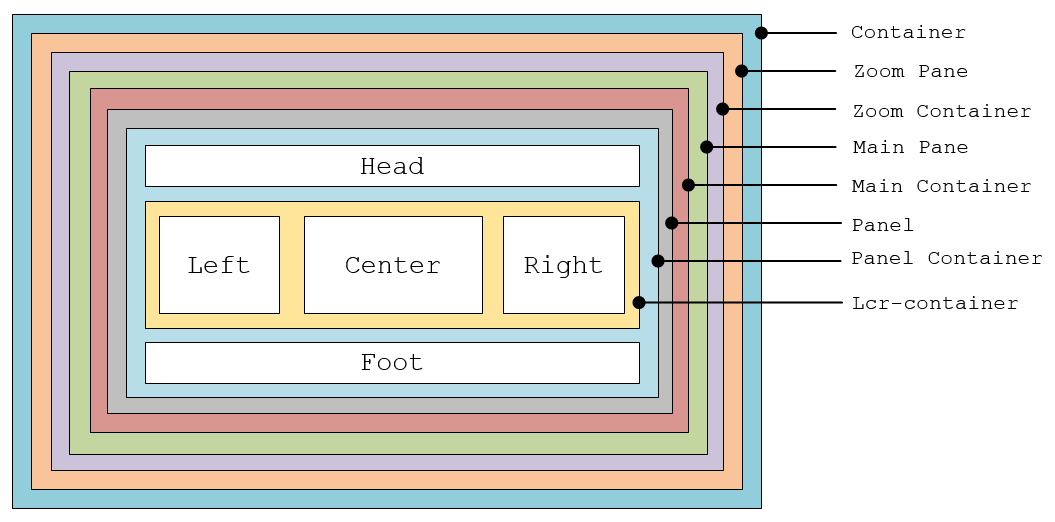 Container
Zoom Pane
Zoom Container
Main Pane
Head
Main Container
Panel
Left Center Right
Panel Container
Lcr-container
Foot